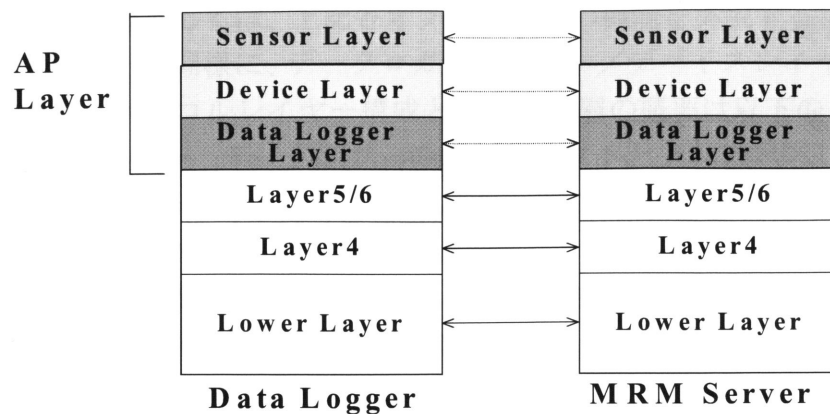 AP
Layer
Sensor Layer
Device Layer
Data Logger
Layer
Layer5/6
Layer4
Lower Layer
Data Logger
Sensor Layer
Device Layer
Data Logger
Layer
Layer5/6
Layer4
Lower Layer
MRM Server